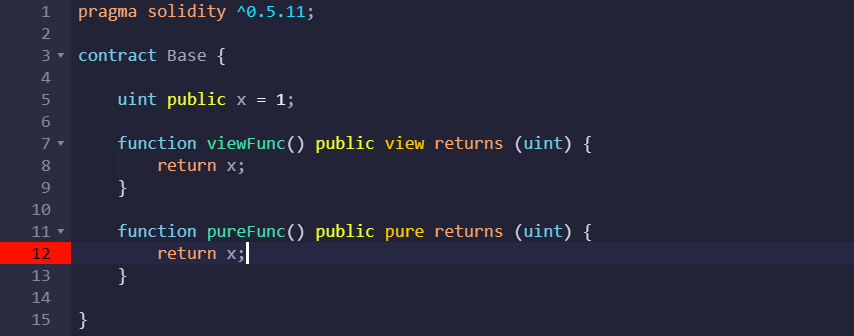 1 pragma solidity ^0.5.11;
2
3 contract Base {
4
5     uint public x = 1;
6
7     function viewFunc() public view returns (uint) {
8         return x;
9     }
10
11     function pureFunc() public pure returns (uint) {
12         return x;
13     }
14
15 }